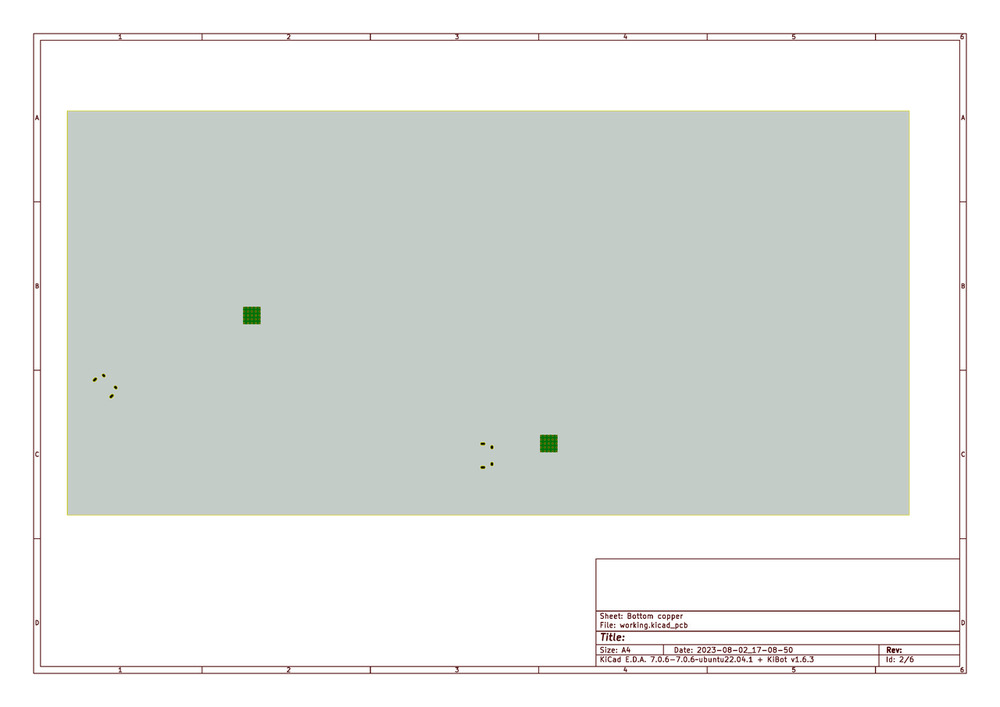 1 2 3 4 5 6
A A
B B
C C
Sheet: Bottom copper
File: working.kicad_pcb
D D
Title:
Size: A4 Date: 2023-08-02_17-08-50 Rev:
KiCad E.D.A. 7.0.6-7.0.6-ubuntu22.04.1 + KiBot v1.6.3 Id: 2/6
1 2 3 4 5 6